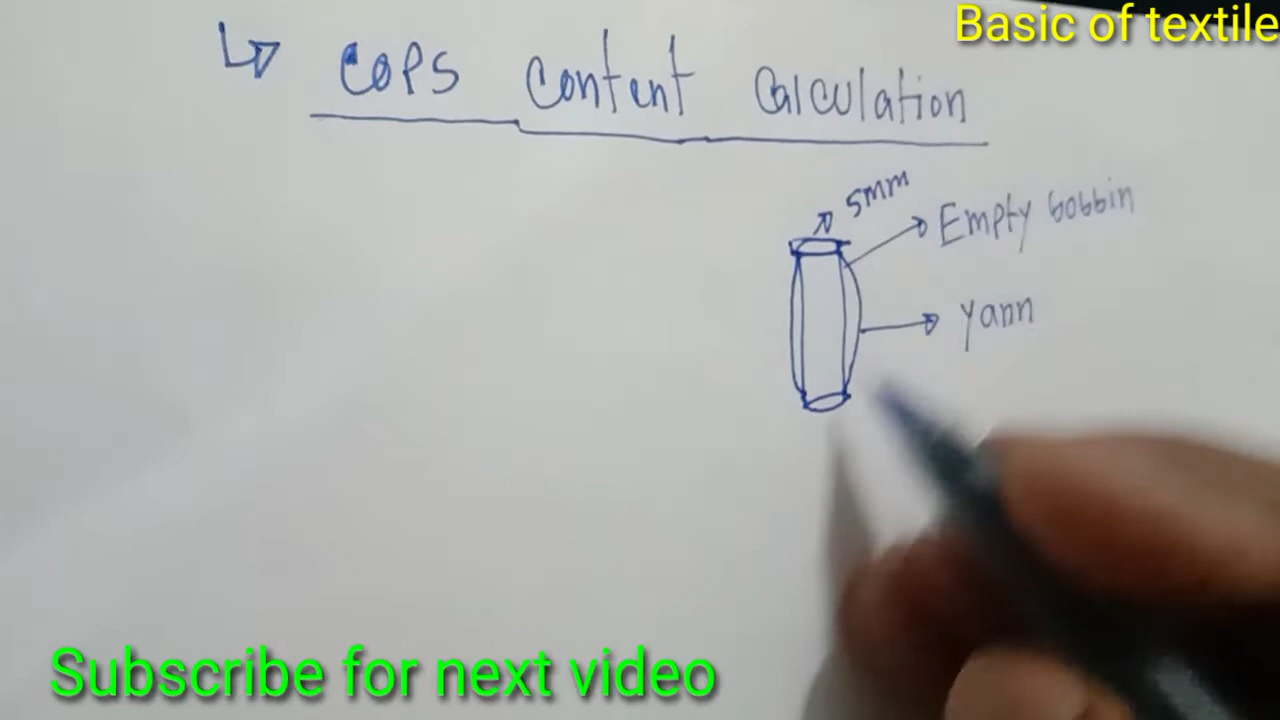 Basic of textile
COPS Content Calculation
5mm
Empty bobbin
Yarn
Subscribe for next video